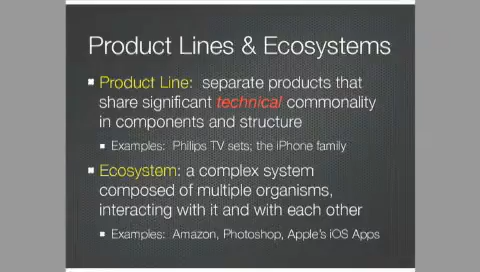 Product Lines & Ecosystems
Product Line: separate products that
share significant technical commonality
in components and structure
Examples: Philips TV sets; the iPhone family
Ecosystem: a complex system
composed of multiple organisms,
interacting with it and with each other
Examples: Amazon, Photoshop, Apple's iOS Apps